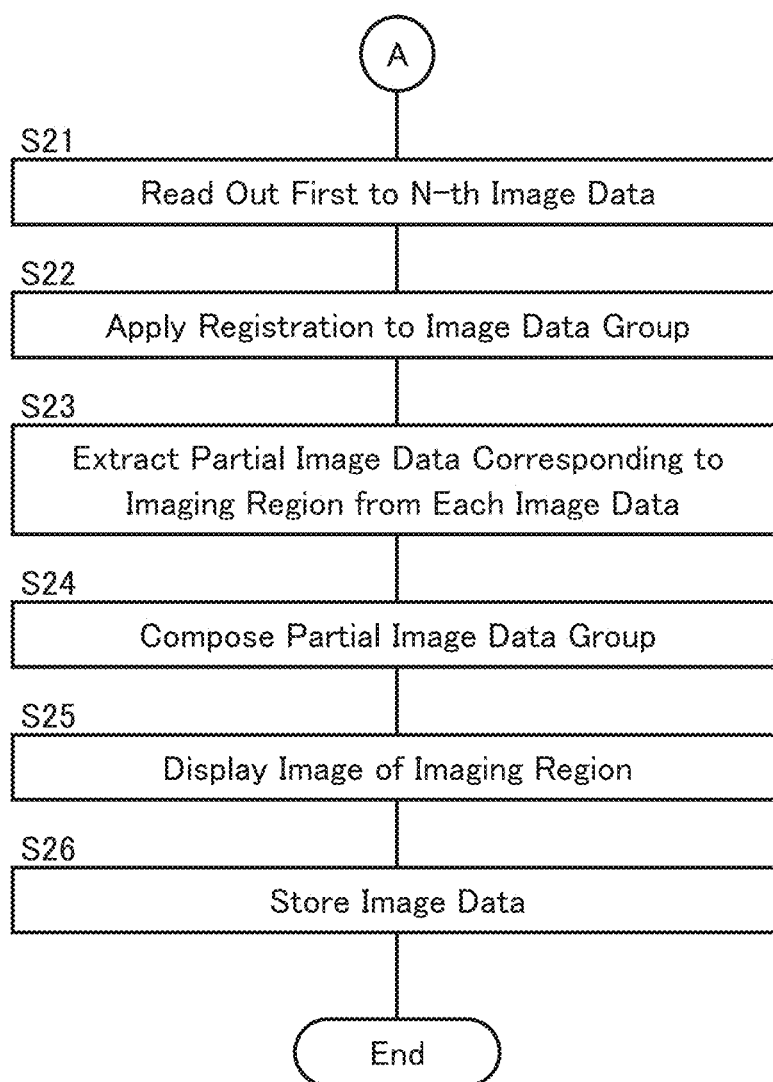 A
S21
Read Out First to N-th Image Data
S22
Apply Registration to Image Data Group
S23
Extract Partial Image Data Corresponding to
Imaging Region from Each Image Data
S24
Compose Partial Image Data Group
S25
Display Image of Imaging Region
S26
Store Image Data
End